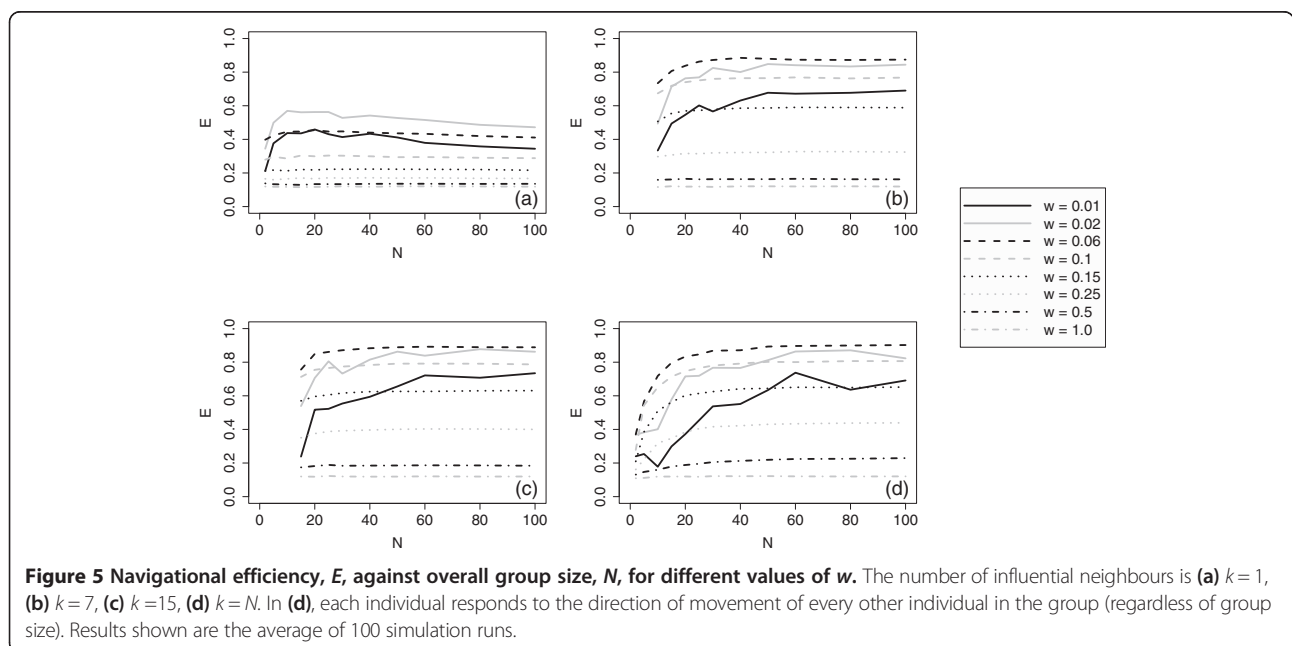 1.0
0.8
0.6
0.4
0.2
0.0
E
0 20 40 60 80 100
N
(a)
1.0
0.8
0.6
0.4
0.2
0.0
E
0 20 40 60 80 100
N
(b)
w = 0.01
w = 0.02
w = 0.06
w = 0.1
w = 0.15
w = 0.25
w = 0.5
w = 1.0
1.0
0.8
0.6
0.4
0.2
0.0
E
0 20 40 60 80 100
N
(c)
1.0
0.8
0.6
0.4
0.2
0.0
E
0 20 40 60 80 100
N
(d)
Figure 5 Navigational efficiency, E, against overall group size, N, for different values of w. The number of influential neighbours is (a) k = 1,
(b) k = 7, (c) k =15, (d) k = N. In (d), each individual responds to the direction of movement of every other individual in the group (regardless of group
size). Results shown are the average of 100 simulation runs.